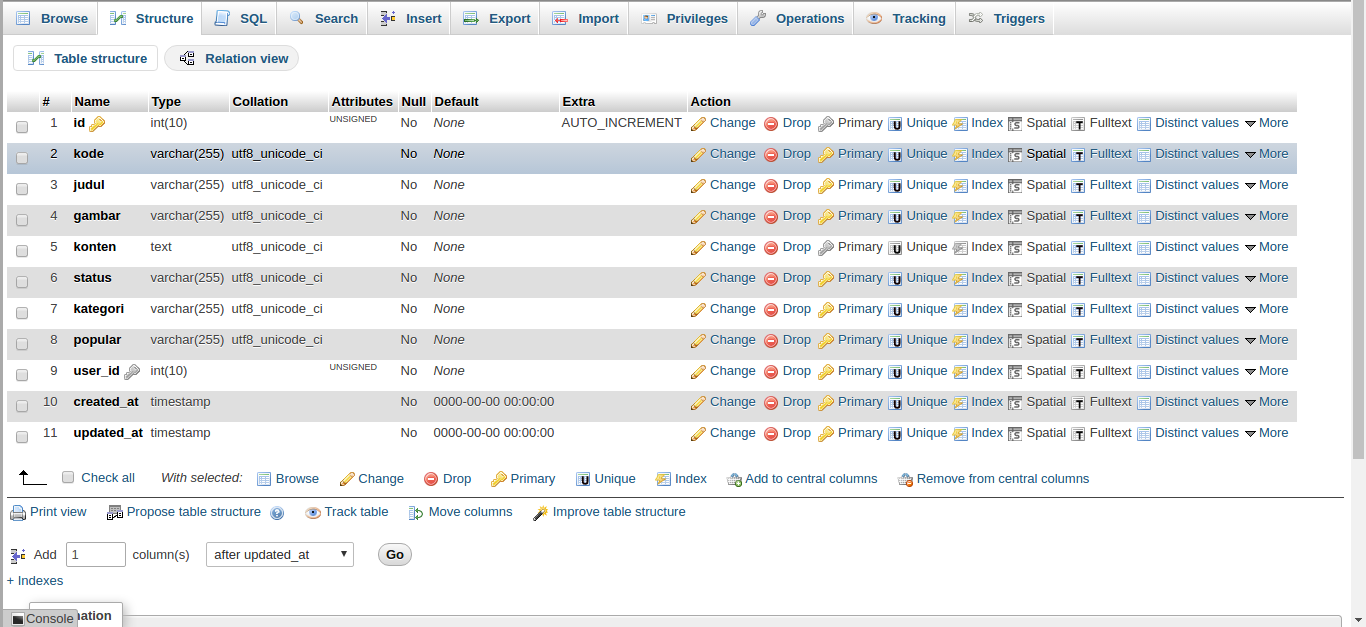 Browse Structure SQL Search Insert Export Import Privileges Operations Tracking Triggers
Table structure Relation view
# Name Type Collation Attributes Null Default Extra Action
1 id int(10) UNSIGNED No None AUTO_INCREMENT Change Drop Primary Unique Index Spatial Fulltext Distinct values More
2 kode varchar(255) utf8_unicode_ci No None Change Drop Primary Unique Index Spatial Fulltext Distinct values More
3 judul varchar(255) utf8_unicode_ci No None Change Drop Primary Unique Index Spatial Fulltext Distinct values More
4 gambar varchar(255) utf8_unicode_ci No None Change Drop Primary Unique Index Spatial Fulltext Distinct values More
5 konten text utf8_unicode_ci No None Change Drop Primary Unique Index Spatial Fulltext Distinct values More
6 status varchar(255) utf8_unicode_ci No None Change Drop Primary Unique Index Spatial Fulltext Distinct values More
7 kategori varchar(255) utf8_unicode_ci No None Change Drop Primary Unique Index Spatial Fulltext Distinct values More
8 popular varchar(255) utf8_unicode_ci No None Change Drop Primary Unique Index Spatial Fulltext Distinct values More
9 user_id int(10) UNSIGNED No None Change Drop Primary Unique Index Spatial Fulltext Distinct values More
10 created_at timestamp No 0000-00-00 00:00:00 Change Drop Primary Unique Index Spatial Fulltext Distinct values More
11 updated_at timestamp No 0000-00-00 00:00:00 Change Drop Primary Unique Index Spatial Fulltext Distinct values More
Check all With selected: Browse Change Drop Primary Unique Index Add to central columns Remove from central columns
Print view Propose table structure Track table Move columns Improve table structure
Add 1 column(s) after updated_at Go
+ Indexes
Console